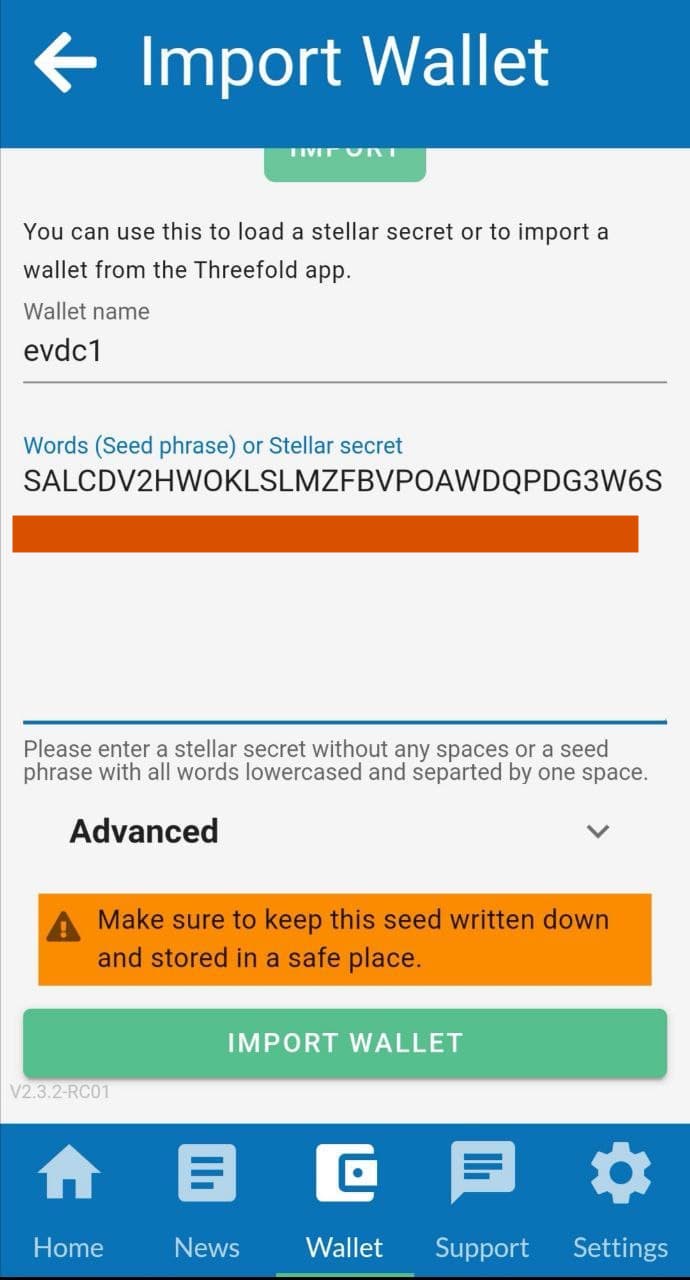 Import Wallet
IMPORT
You can use this to load a stellar secret or to import a
wallet from the Threefold app.
Wallet name
evdc1
Words (Seed phrase) or Stellar secret
SALCDV2HWOKLSLMZFBVPOAWDQPDG3W6S
Please enter a stellar secret without any spaces or a seed
phrase with all words lowercased and separted by one space.
Advanced
Make sure to keep this seed written down
and stored in a safe place.
IMPORT WALLET
V2.3.2-RC01
Home News Wallet Support Settings